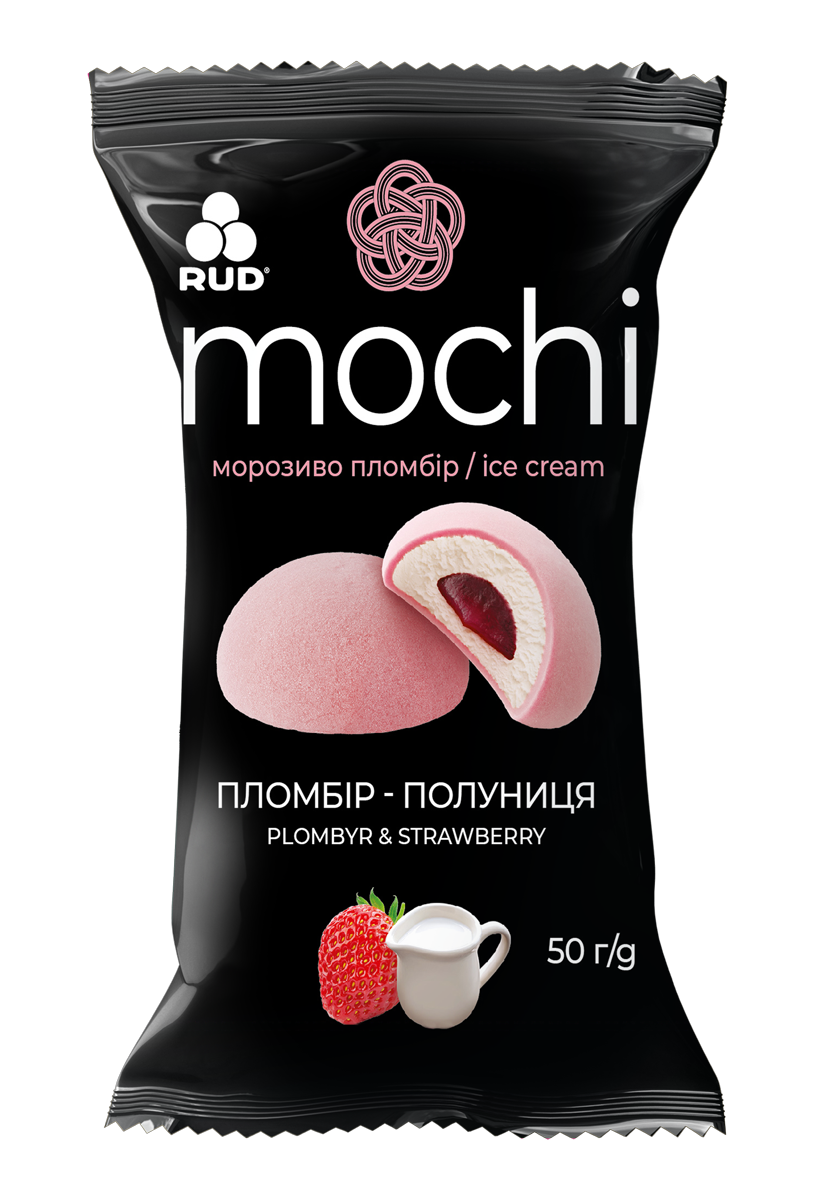 RUD®
mochi
морозиво пломбір / ice cream
ПЛОМБІР - ПОЛУНИЦЯ
PLOMBYR & STRAWBERRY
50 г/g